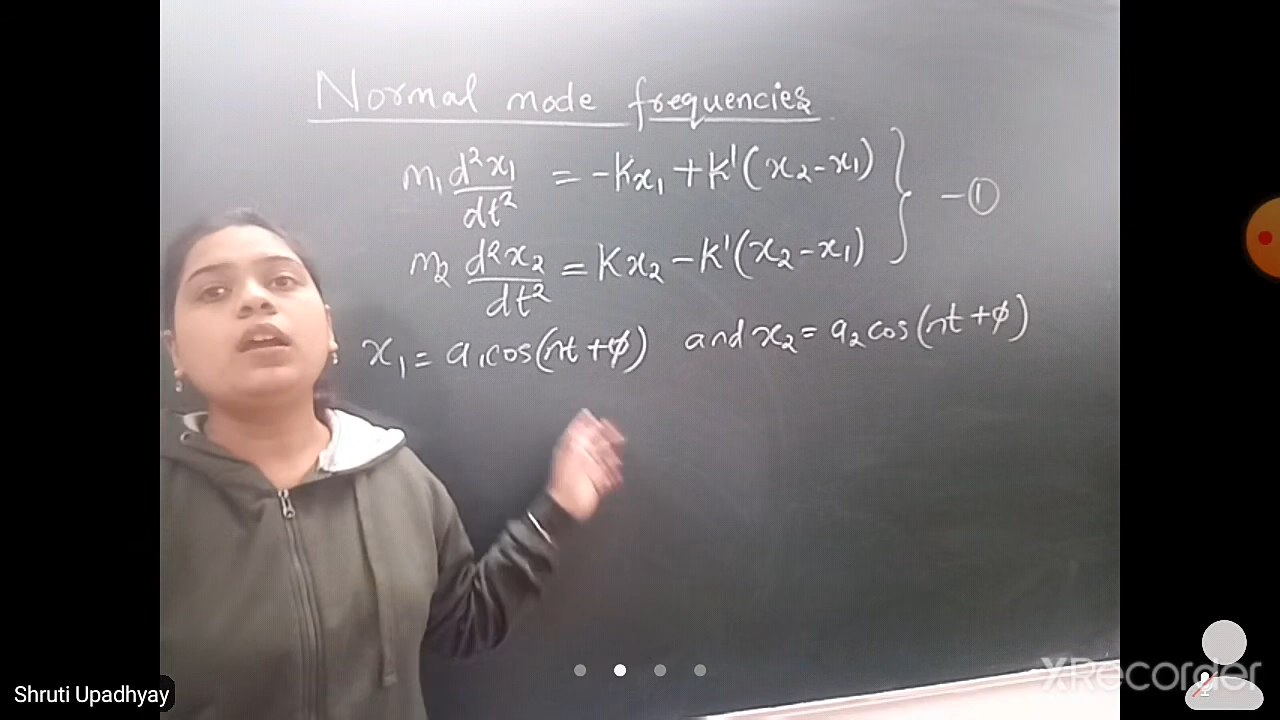 Normal mode frequencies
m₁ d²x₁/dt² = -Kx₁ + K'(x₂-x₁)
m₂ d²x₂/dt² = Kx₂ - K'(x₂-x₁)
-①
x₁ = a₁cos(nt+ϕ) and x₂ = a₂cos(nt+ϕ)
Shruti Upadhyay
XRecorder